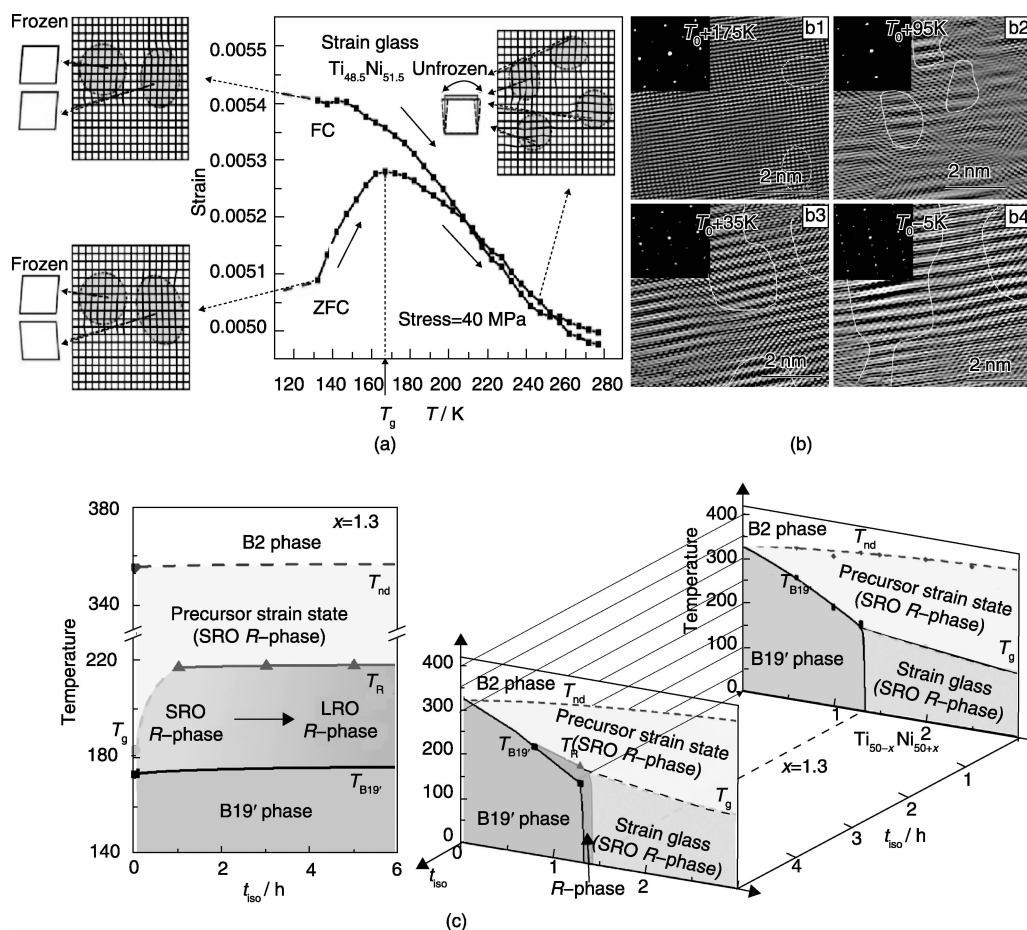 Frozen
Frozen
0.0055
0.0054
0.0053
0.0052
0.0051
0.0050
Strain
Strain glass
Ti48.5Ni51.5
Unfrozen
FC
ZFC
Stress=40 MPa
120 140 160 180 200 220 240 260 280
Tg
T / K
(a)
T0+175K
b1
2 nm
T0+95K
b2
2 nm
T0+35K
b3
2 nm
T0–5K
b4
2 nm
(b)
380
340
220
180
140
Temperature
Tg
x=1.3
B2 phase
Tnd
Precursor strain state
(SRO R–phase)
TR
SRO
R–phase
LRO
R–phase
TB19′
B19′ phase
0 2 4 6
tiso / h
400
300
200
100
0
Temperature
B2 phase
Tnd
Precursor strain state
(SRO R–phase)
TB19′
TR
Tg
B19′ phase
Strain glass
(SRO R–phase)
0 1 2
R–phase
tiso
400
300
200
100
0
Temperature
B2 phase
Tnd
Precursor strain state
(SRO R–phase)
TB19′
Tg
B19′ phase
Strain glass
(SRO R–phase)
1 2
Ti50–xNi50+x
x=1.3
1
2
3
4
tiso / h
(c)